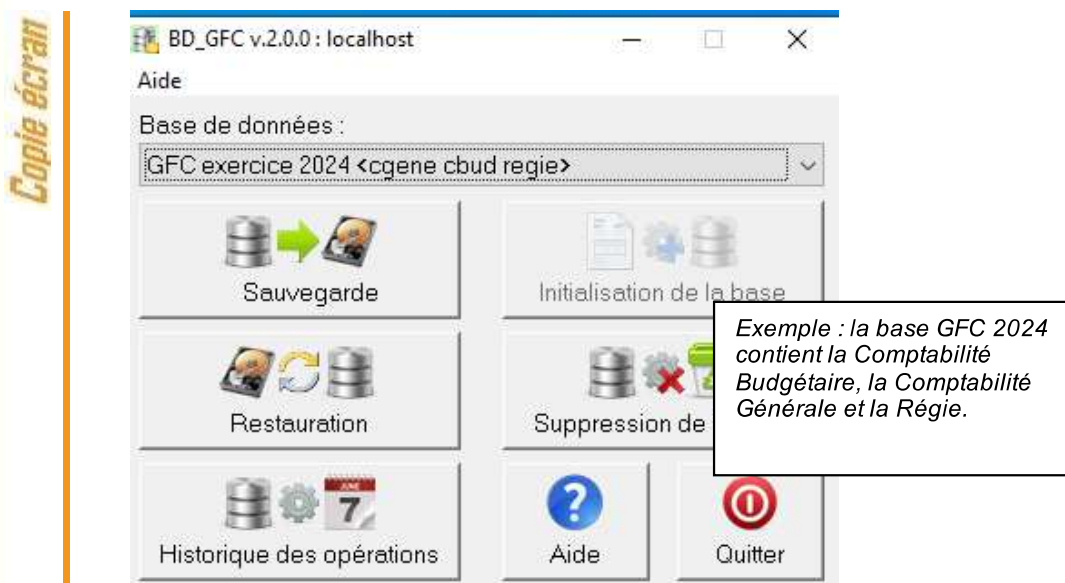 Copie écran
BD_GFC v.2.0.0 : localhost
Aide
Base de données :
GFC exercice 2024 <cgene cbud regie>
Sauvegarde
Initialisation de la base
Exemple : la base GFC 2024
contient la Comptabilité
Budgétaire, la Comptabilité
Générale et la Régie.
Restauration
Suppression de
JUNE
7
Historique des opérations
Aide
Quitter